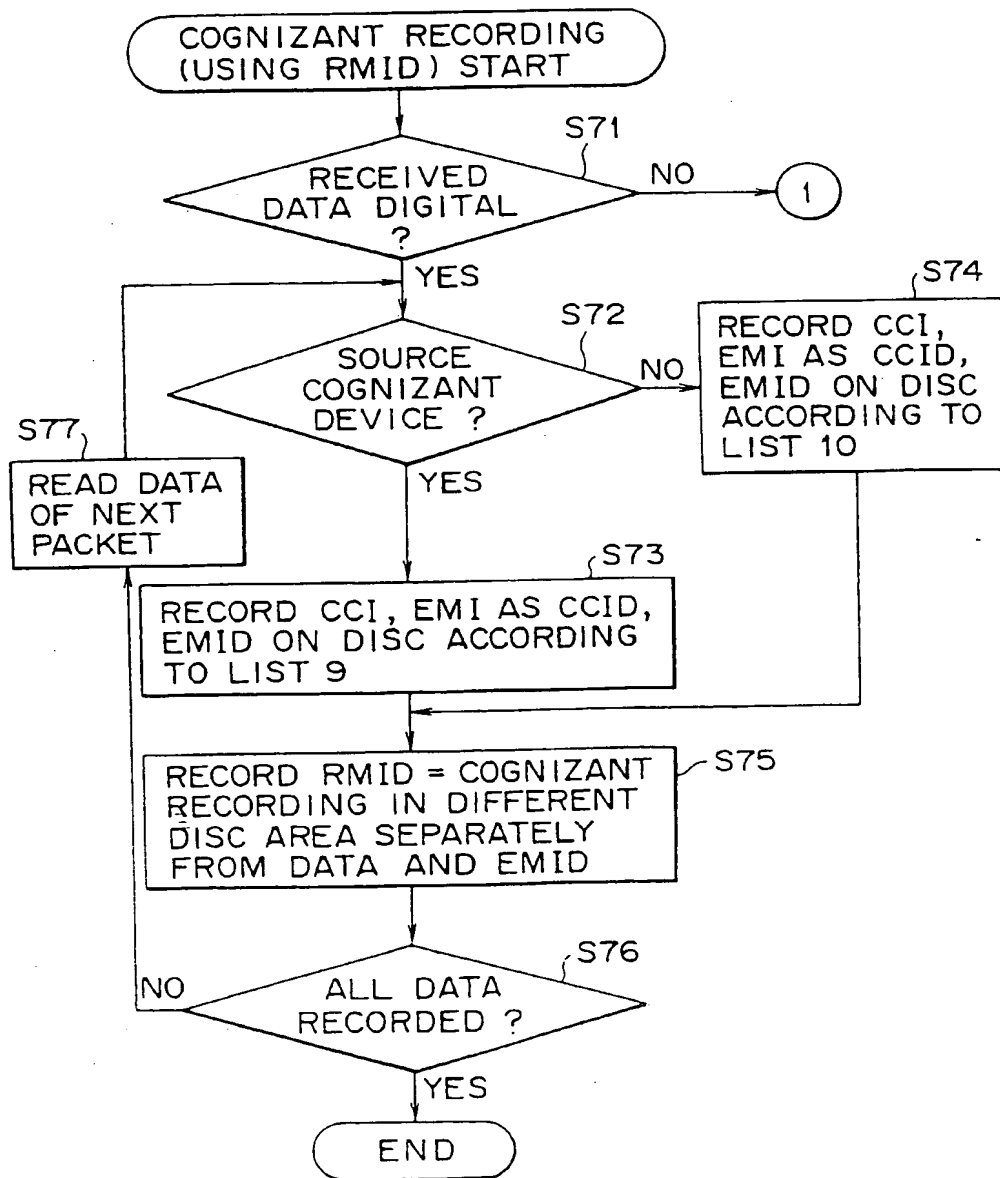 COGNIZANT RECORDING
(USING RMID) START
S71
RECEIVED
DATA DIGITAL
?
NO
1
YES
S72
SOURCE
COGNIZANT
DEVICE ?
NO
S74
RECORD CCI,
EMI AS CCID,
EMID ON DISC
ACCORDING TO
LIST 10
YES
S77
READ DATA
OF NEXT
PACKET
S73
RECORD CCI, EMI AS CCID,
EMID ON DISC ACCORDING
TO LIST 9
S75
RECORD RMID = COGNIZANT
RECORDING IN DIFFERENT
DISC AREA SEPARATELY
FROM DATA AND EMID
S76
ALL DATA
RECORDED ?
NO
YES
END